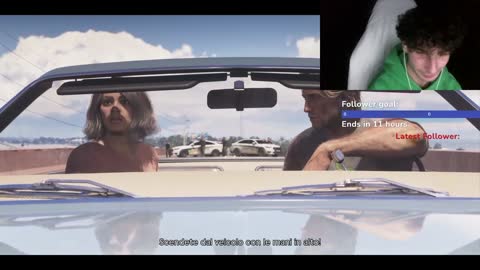 Follower goal:
Ends in 11 hours
Latest Follower:
Scendete dal veicolo con le mani in alto!